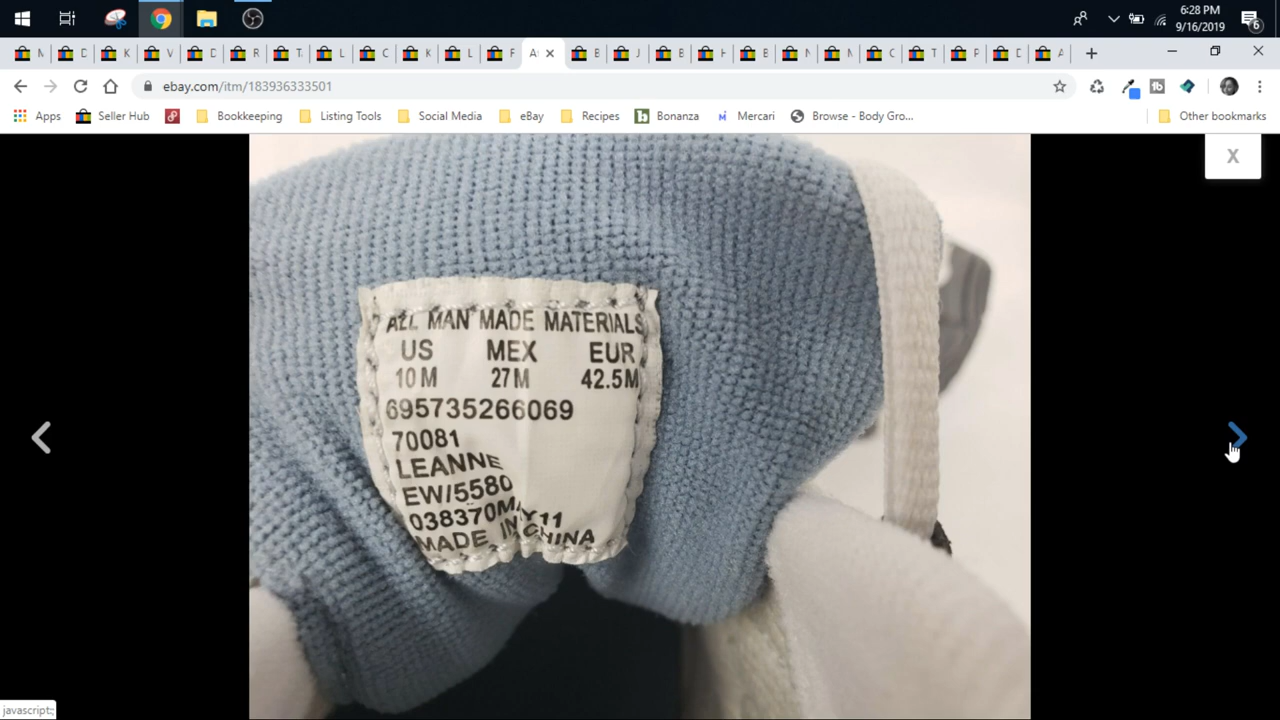 6:28 PM
9/16/2019
6
M
D
K
V
D
R
T
L
C
K
L
F
A
B
J
B
H
B
N
M
C
T
P
D
A
ebay.com/itm/183936333501
Apps Seller Hub Bookkeeping Listing Tools Social Media eBay Recipes Bonanza Mercari Browse - Body Gro... Other bookmarks
X
ALL MAN MADE MATERIALS
US MEX EUR
10 M 27 M 42.5M
695735266069
70081
LEANNE
EW/5580
038370MAY11
MADE IN CHINA
javascript:;